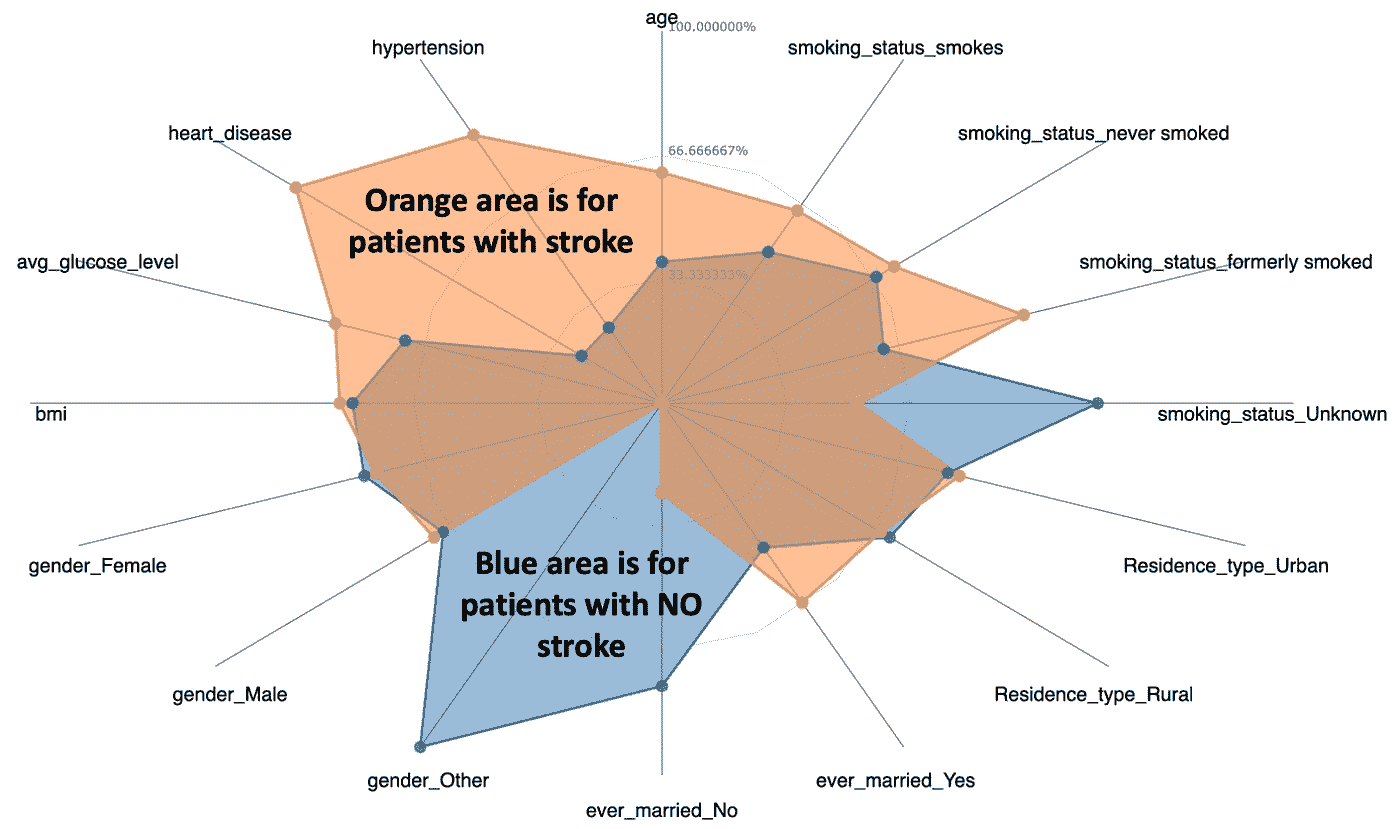 age
100.000000%
hypertension
smoking_status_smokes
heart_disease
smoking_status_never smoked
66.666667%
Orange area is for
patients with stroke
avg_glucose_level
smoking_status_formerly smoked
33.333333%
bmi
smoking_status_Unknown
gender_Female
Residence_type_Urban
Blue area is for
patients with NO
stroke
gender_Male
Residence_type_Rural
gender_Other
ever_married_Yes
ever_married_No